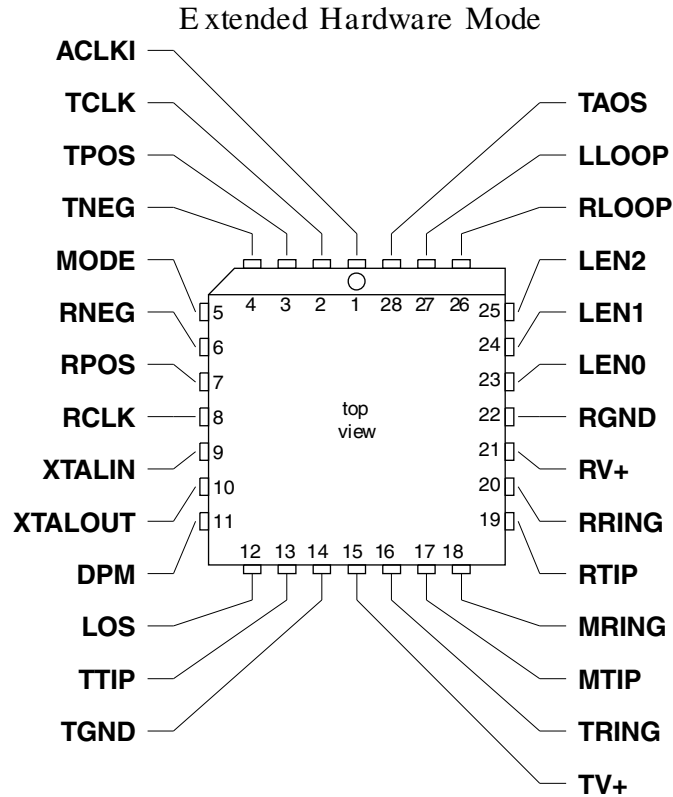 Extended Hardware Mode
ACLKI
TCLK
TPOS
TNEG
MODE
RNEG
RPOS
RCLK
XTALIN
XTALOUT
DPM
LOS
TTIP
TGND
TAOS
LLOOP
RLOOP
LEN2
LEN1
LEN0
RGND
RV+
RRING
RTIP
MRING
MTIP
TRING
TV+
4 3 2 1 28 27 26
5
6
7
8
9
10
11
25
24
23
22
21
20
19
top
view
12 13 14 15 16 17 18